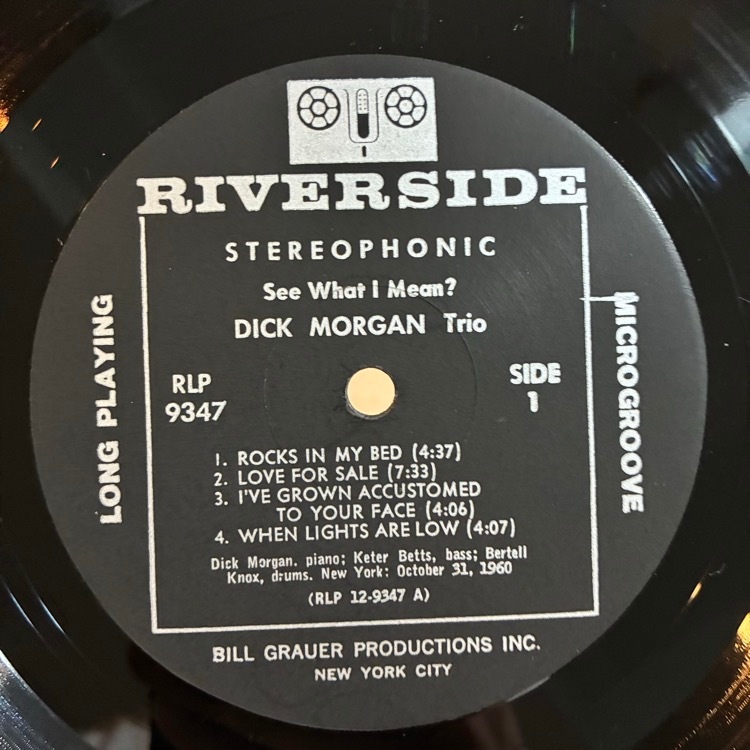 RIVERSIDE
STEREOPHONIC
See What I Mean?
DICK MORGAN Trio
LONG PLAYING
MICROGROOVE
RLP
9347
SIDE
1
1. ROCKS IN MY BED (4:37)
2. LOVE FOR SALE (7:33)
3. I'VE GROWN ACCUSTOMED
TO YOUR FACE (4:06)
4. WHEN LIGHTS ARE LOW (4:07)
Dick Morgan. piano; Keter Betts, bass; Bertell
Knox, drums. New York: October 31, 1960
(RLP 12-9347 A)
BILL GRAUER PRODUCTIONS INC.
NEW YORK CITY